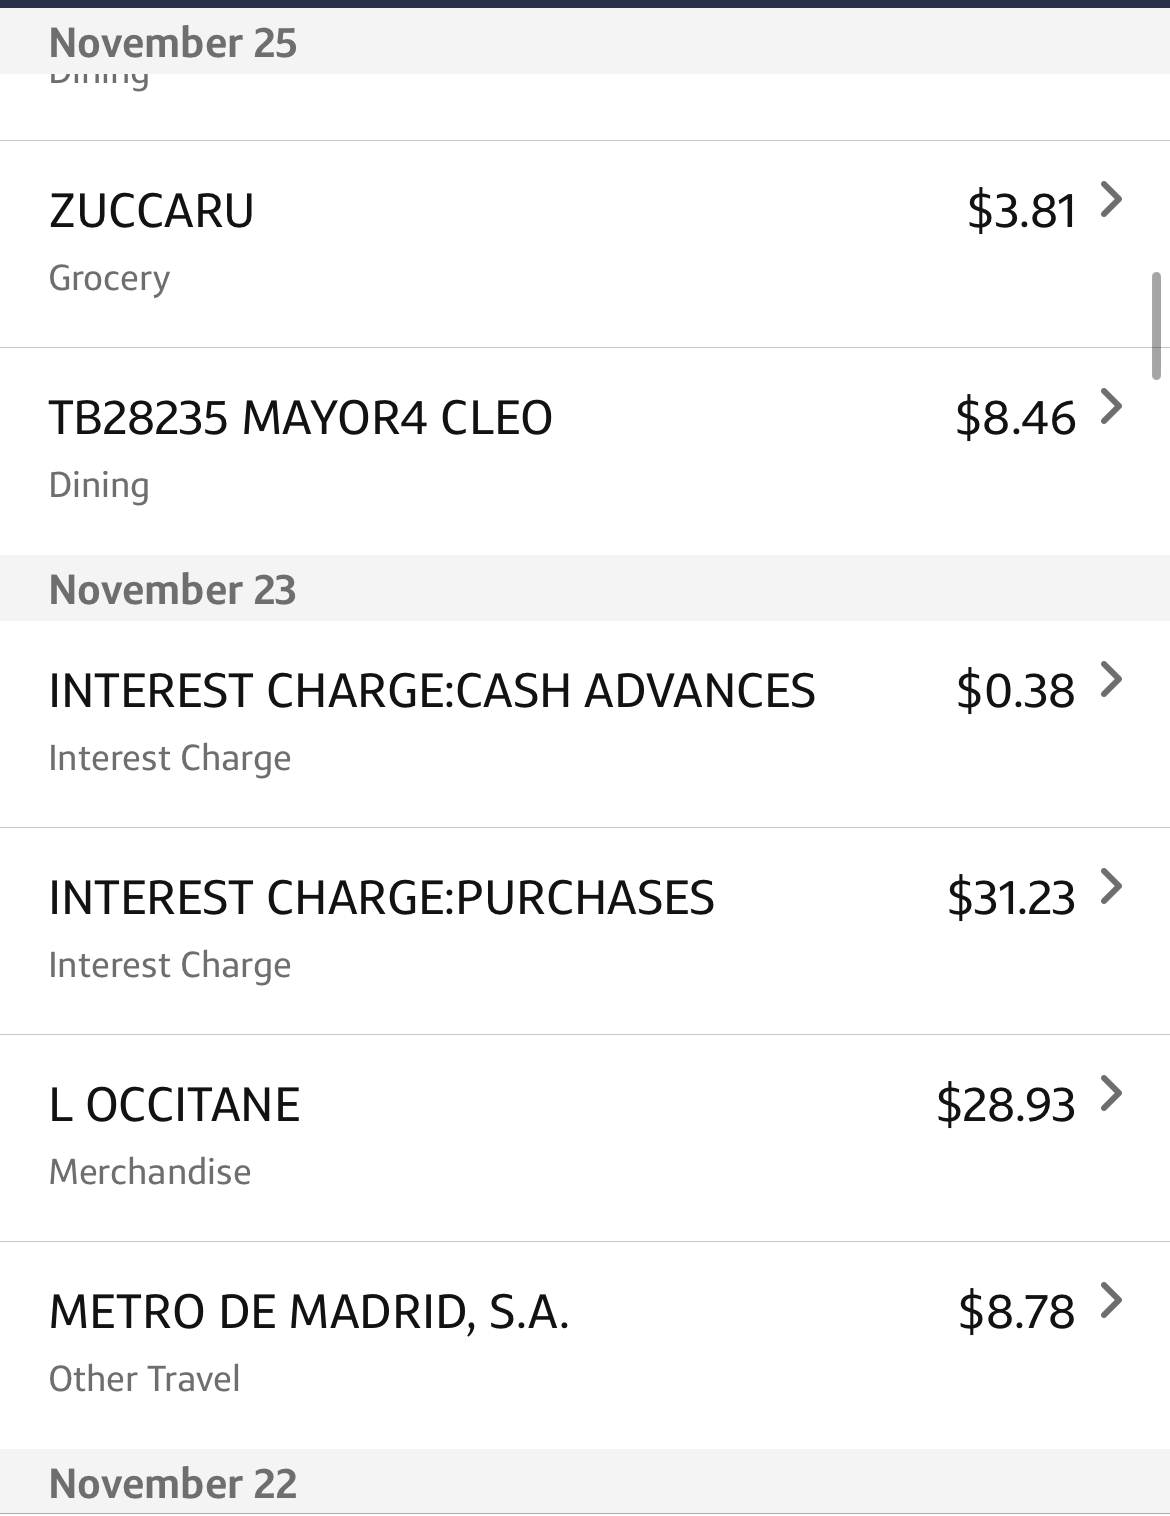 November 25
Dining
ZUCCARU $3.81
Grocery
TB28235 MAYOR4 CLEO $8.46
Dining
November 23
INTEREST CHARGE:CASH ADVANCES $0.38
Interest Charge
INTEREST CHARGE:PURCHASES $31.23
Interest Charge
L OCCITANE $28.93
Merchandise
METRO DE MADRID, S.A. $8.78
Other Travel
November 22